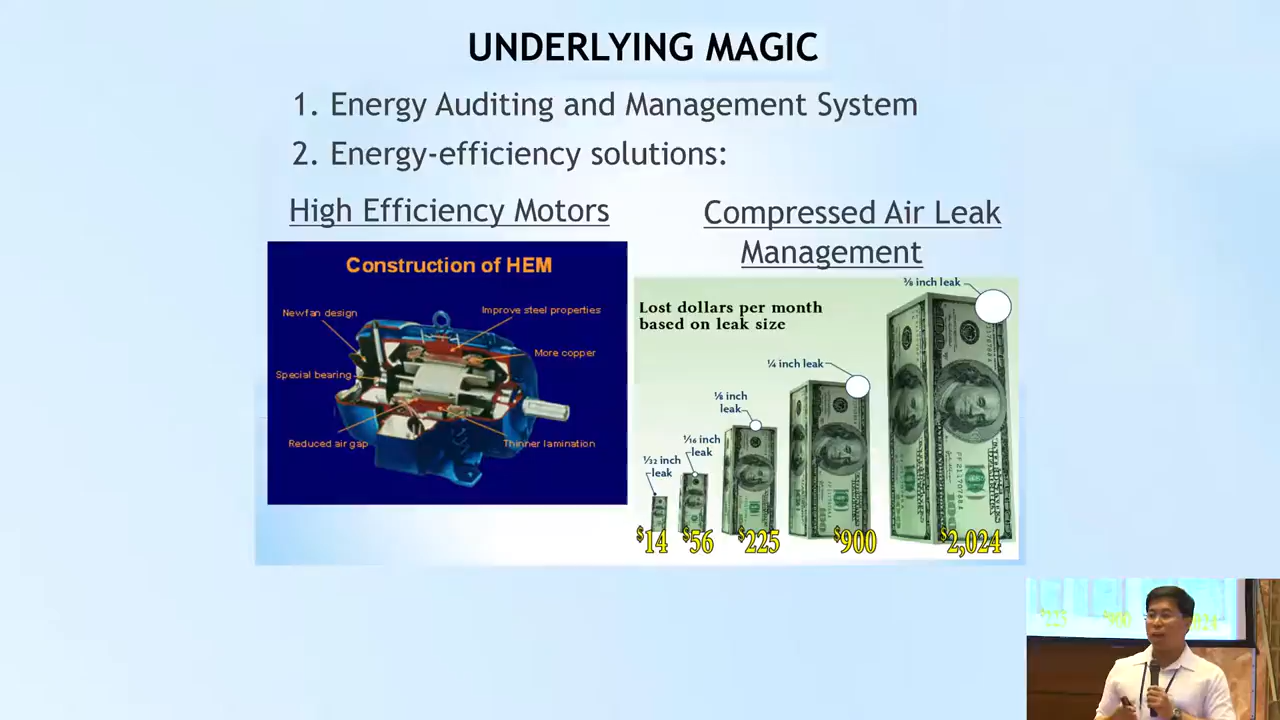 UNDERLYING MAGIC
1. Energy Auditing and Management System
2. Energy-efficiency solutions:
High Efficiency Motors
Construction of HEM
New fan design
Improve steel properties
More copper
Special bearing
Reduced air gap
Thinner lamination
Compressed Air Leak
Management
Lost dollars per month
based on leak size
1/32 inch
leak
1/16 inch
leak
1/8 inch
leak
1/4 inch leak
3/8 inch leak
$14
$56
$225
$900
$2,024